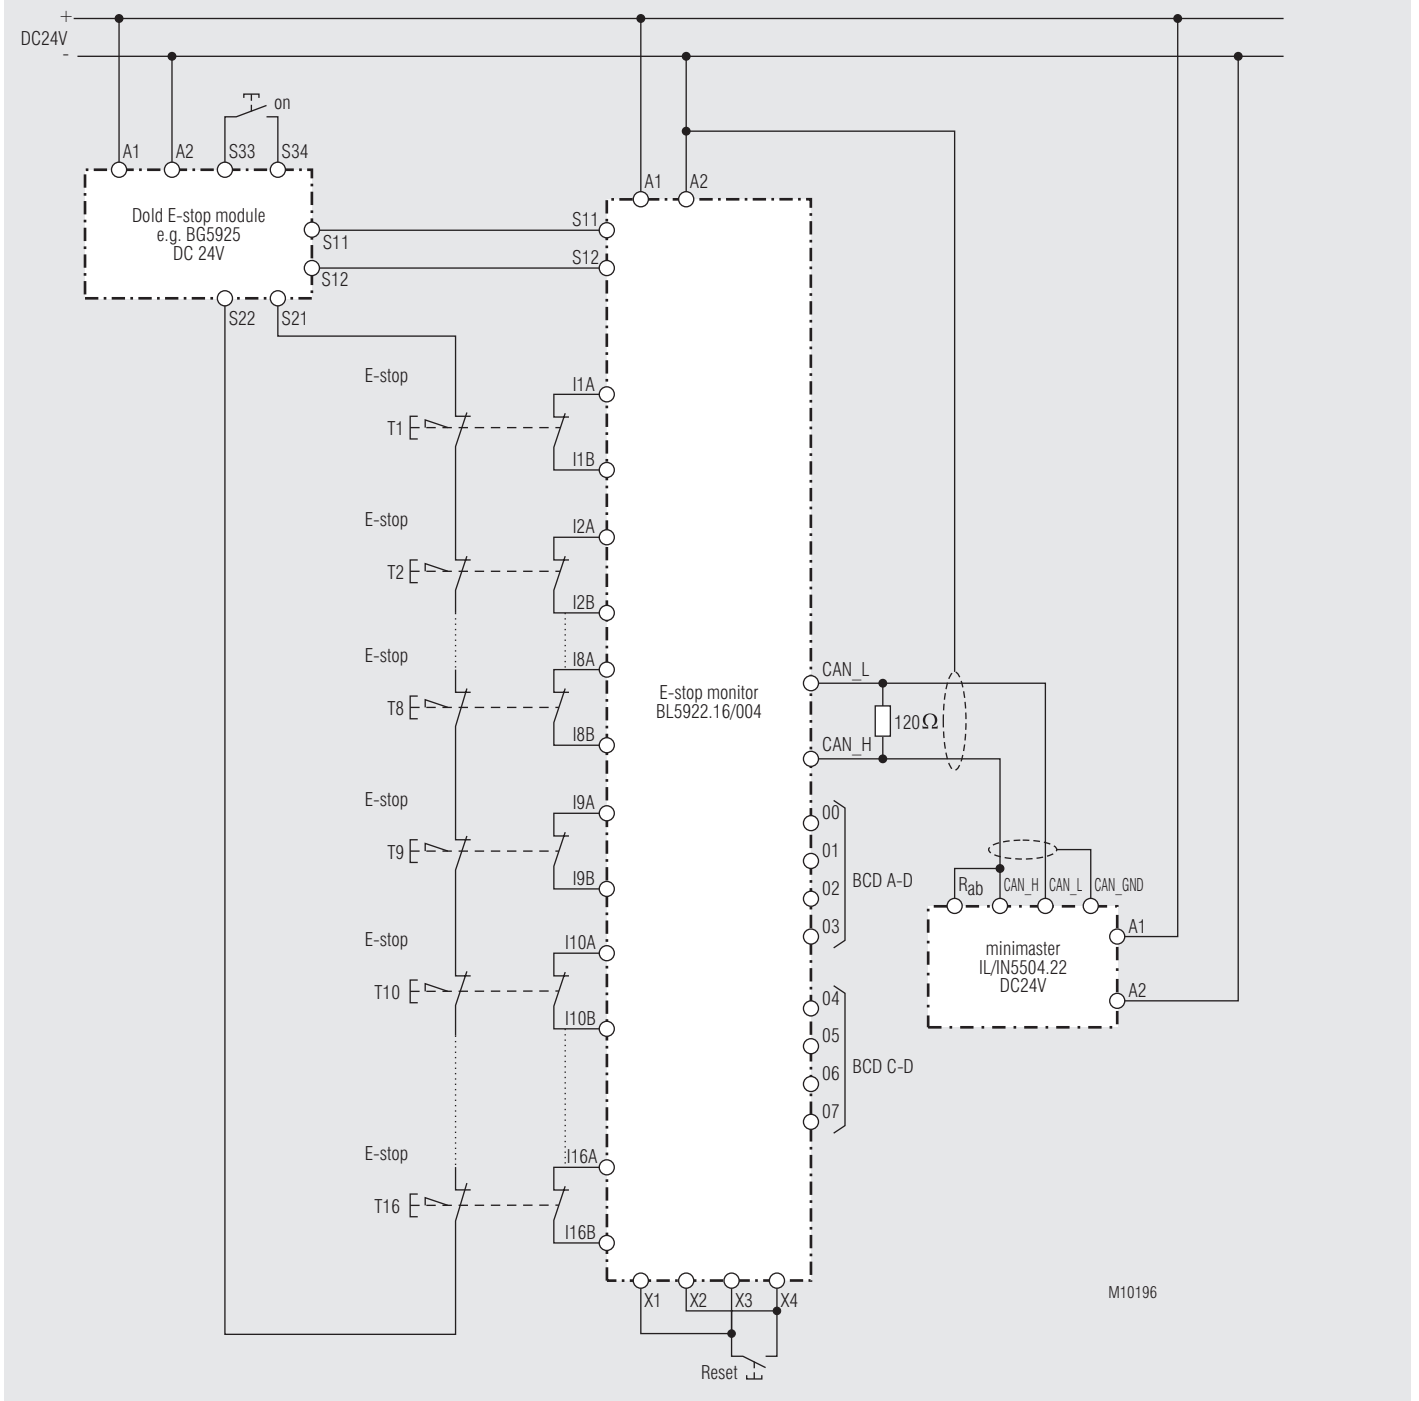 +
DC24V
-
on
A1
A2
S33
S34
A1
A2
Dold E-stop module
e.g. BG5925
DC 24V
S11
S11
S12
S12
S22
S21
E-stop
I1A
T1
I1B
E-stop
I2A
T2
I2B
E-stop
I8A
T8
I8B
E-stop monitor
BL5922.16/004
CAN_L
120Ω
CAN_H
E-stop
I9A
T9
I9B
00
01
02
03
BCD A-D
E-stop
I10A
T10
I10B
04
05
06
07
BCD C-D
Rab
CAN_H
CAN_L
CAN_GND
minimaster
IL/IN5504.22
DC24V
A1
A2
E-stop
I16A
T16
I16B
X1
X2
X3
X4
Reset
M10196